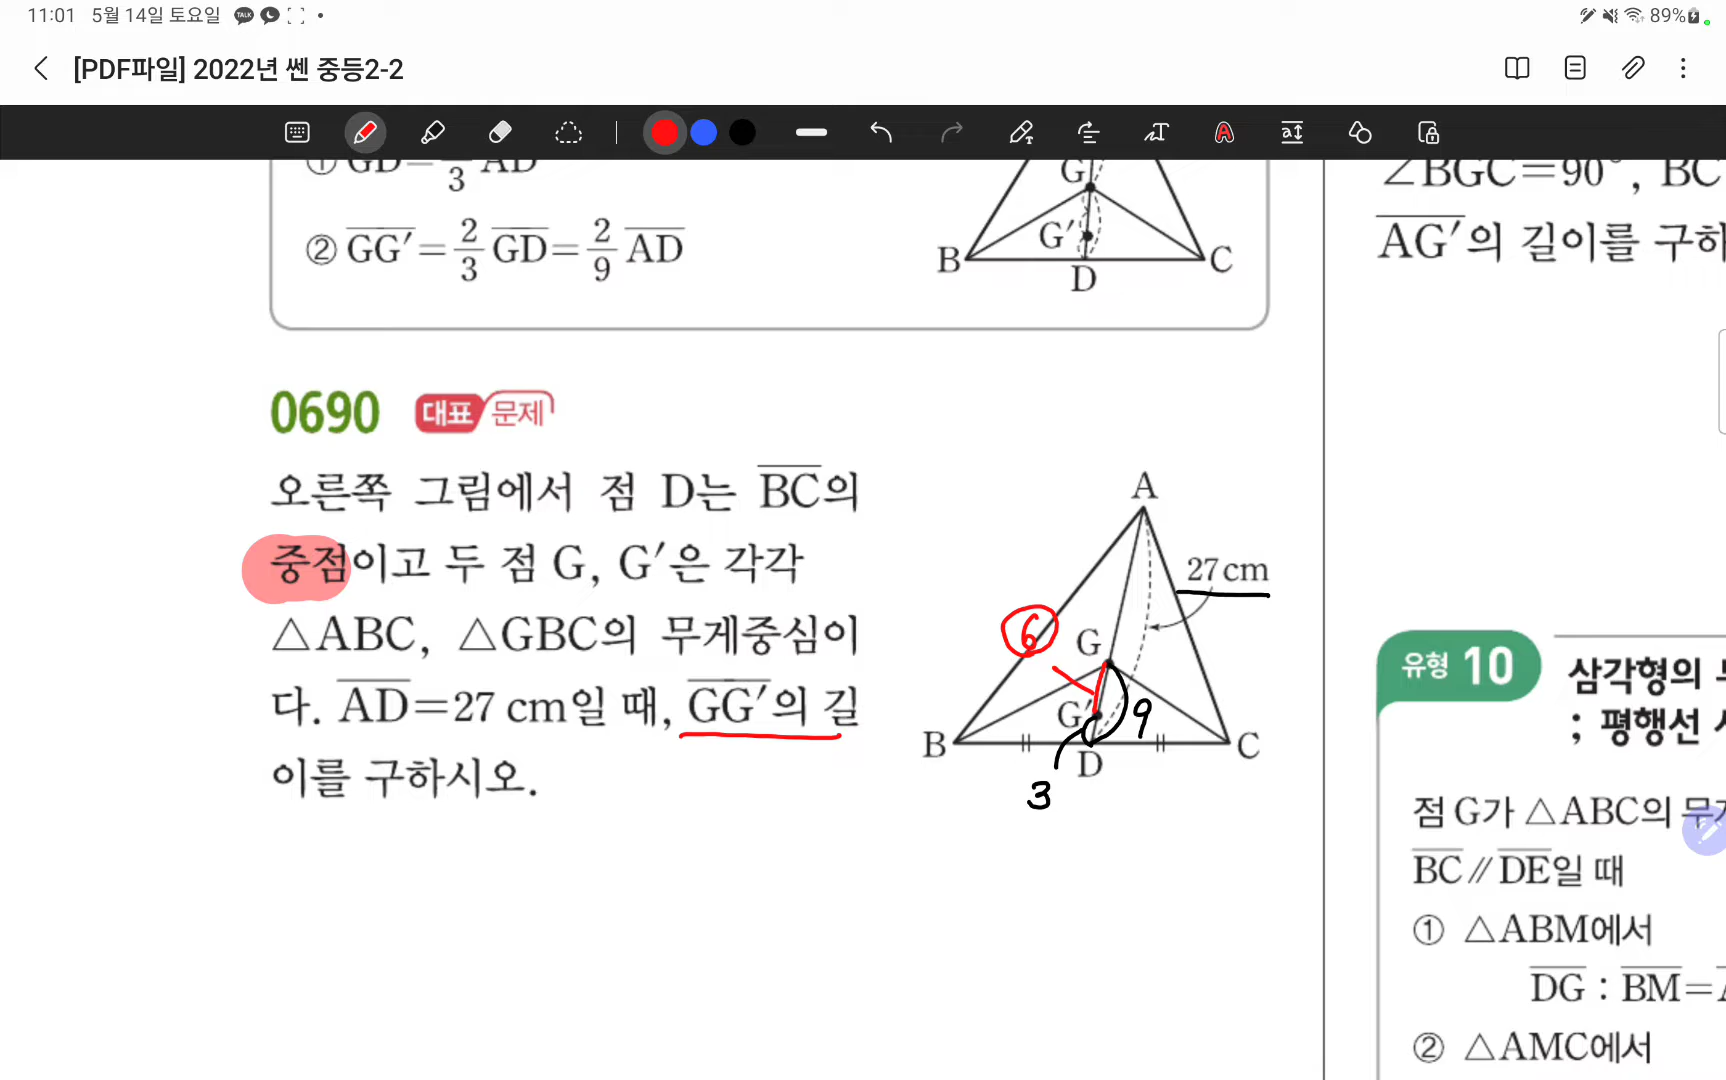 11:01 5월 14일 토요일
89%
[PDF파일] 2022년 쎈 중등2-2
① GD=1/3 AD
② GG′=2/3 GD=2/9 AD
G
G′
B
C
D
0690 대표 문제
오른쪽 그림에서 점 D는 BC의
중점이고 두 점 G, G′은 각각
△ABC, △GBC의 무게중심이
다. AD=27 cm일 때, GG′의 길
이를 구하시오.
A
27 cm
6
G
G′
9
B
D
C
3
∠BGC=90°, BC
AG′의 길이를 구하
유형 10 삼각형의
; 평행선
점 G가 △ABC의 무게
BC∥DE일 때
① △ABM에서
DG : BM=
② △AMC에서